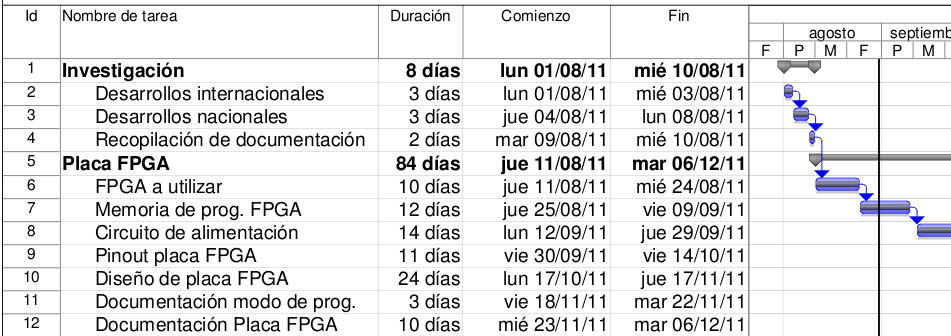 Id Nombre de tarea Duración Comienzo Fin
agosto septiemb
F P M F P M
1 Investigación 8 días lun 01/08/11 mié 10/08/11
2 Desarrollos internacionales 3 días lun 01/08/11 mié 03/08/11
3 Desarrollos nacionales 3 días jue 04/08/11 lun 08/08/11
4 Recopilación de documentación 2 días mar 09/08/11 mié 10/08/11
5 Placa FPGA 84 días jue 11/08/11 mar 06/12/11
6 FPGA a utilizar 10 días jue 11/08/11 mié 24/08/11
7 Memoria de prog. FPGA 12 días jue 25/08/11 vie 09/09/11
8 Circuito de alimentación 14 días lun 12/09/11 jue 29/09/11
9 Pinout placa FPGA 11 días vie 30/09/11 vie 14/10/11
10 Diseño de placa FPGA 24 días lun 17/10/11 jue 17/11/11
11 Documentación modo de prog. 3 días vie 18/11/11 mar 22/11/11
12 Documentación Placa FPGA 10 días mié 23/11/11 mar 06/12/11